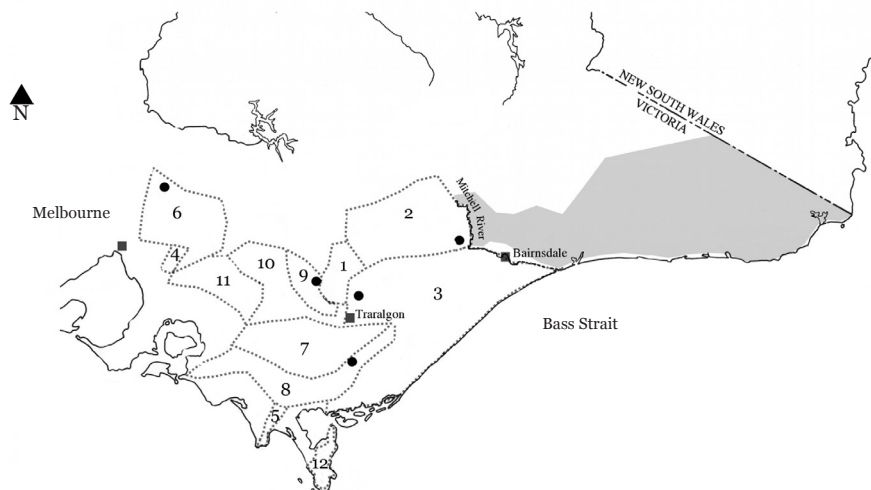 NEW SOUTH WALES
VICTORIA
N
Mitchell
River
Melbourne
6
2
4
Bairnsdale
11
10
9
1
3
Traralgon
Bass Strait
7
8
5
12